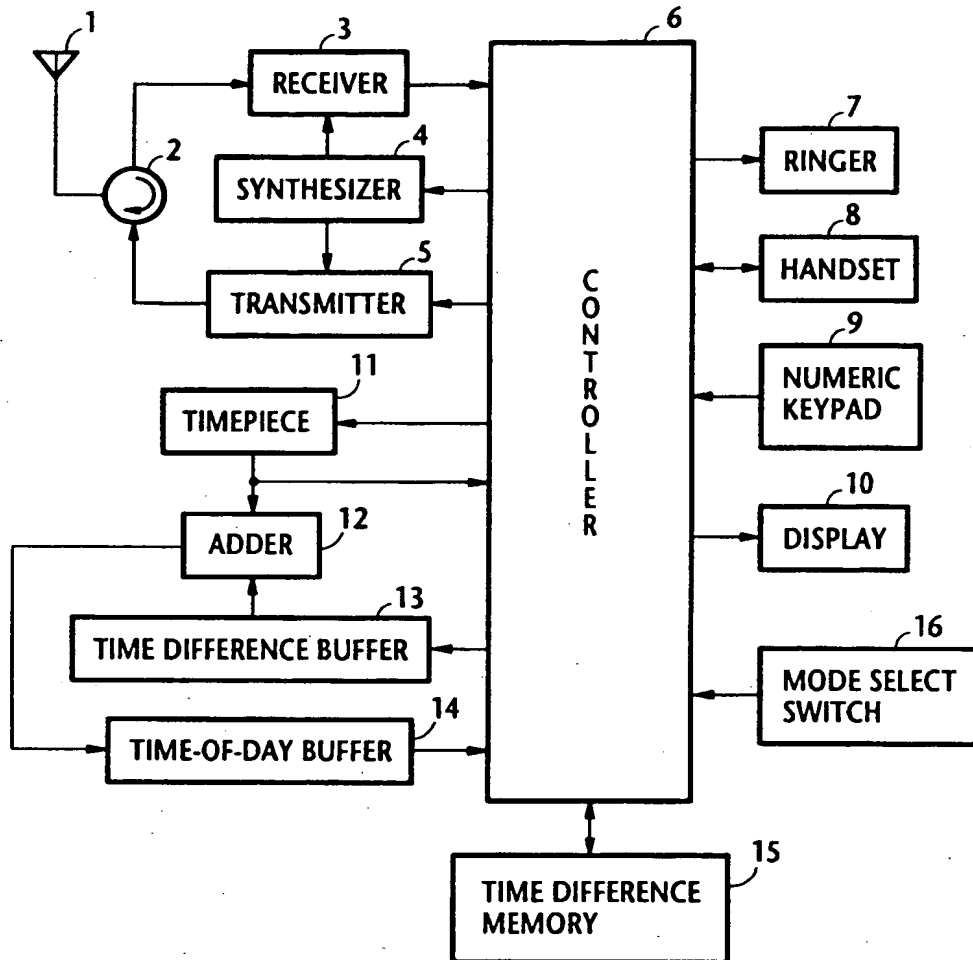 1
3
RECEIVER
6
2
4
SYNTHESIZER
5
TRANSMITTER
CONTROLLER
7
RINGER
8
HANDSET
9
NUMERIC
KEYPAD
11
TIMEPIECE
10
DISPLAY
12
ADDER
13
TIME DIFFERENCE BUFFER
16
MODE SELECT
SWITCH
14
TIME-OF-DAY BUFFER
15
TIME DIFFERENCE
MEMORY